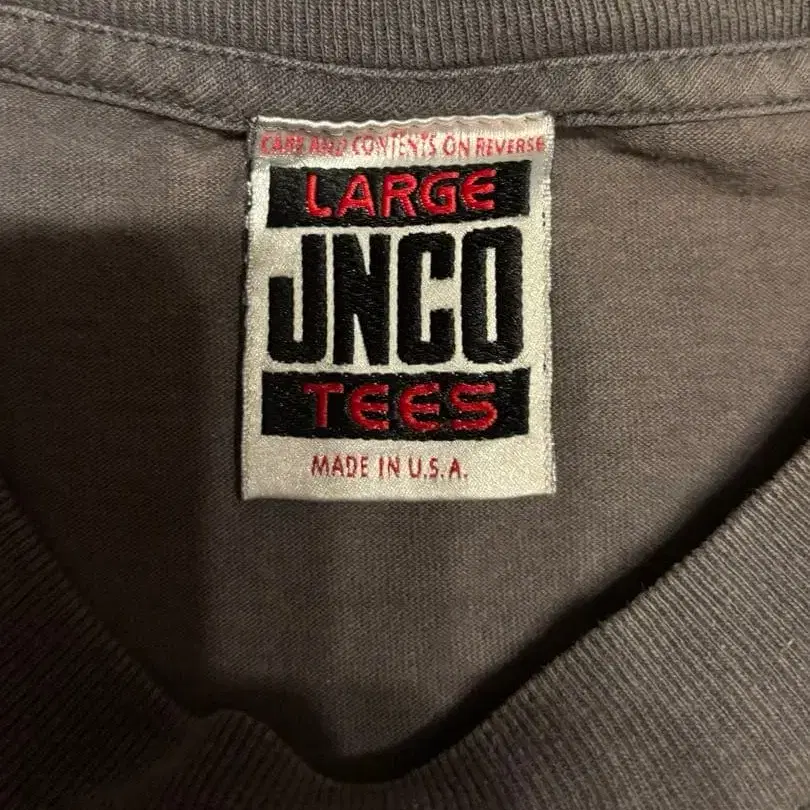 CARE AND CONTENTS ON REVERSE
LARGE
JNCO
TEES
MADE IN U.S.A.